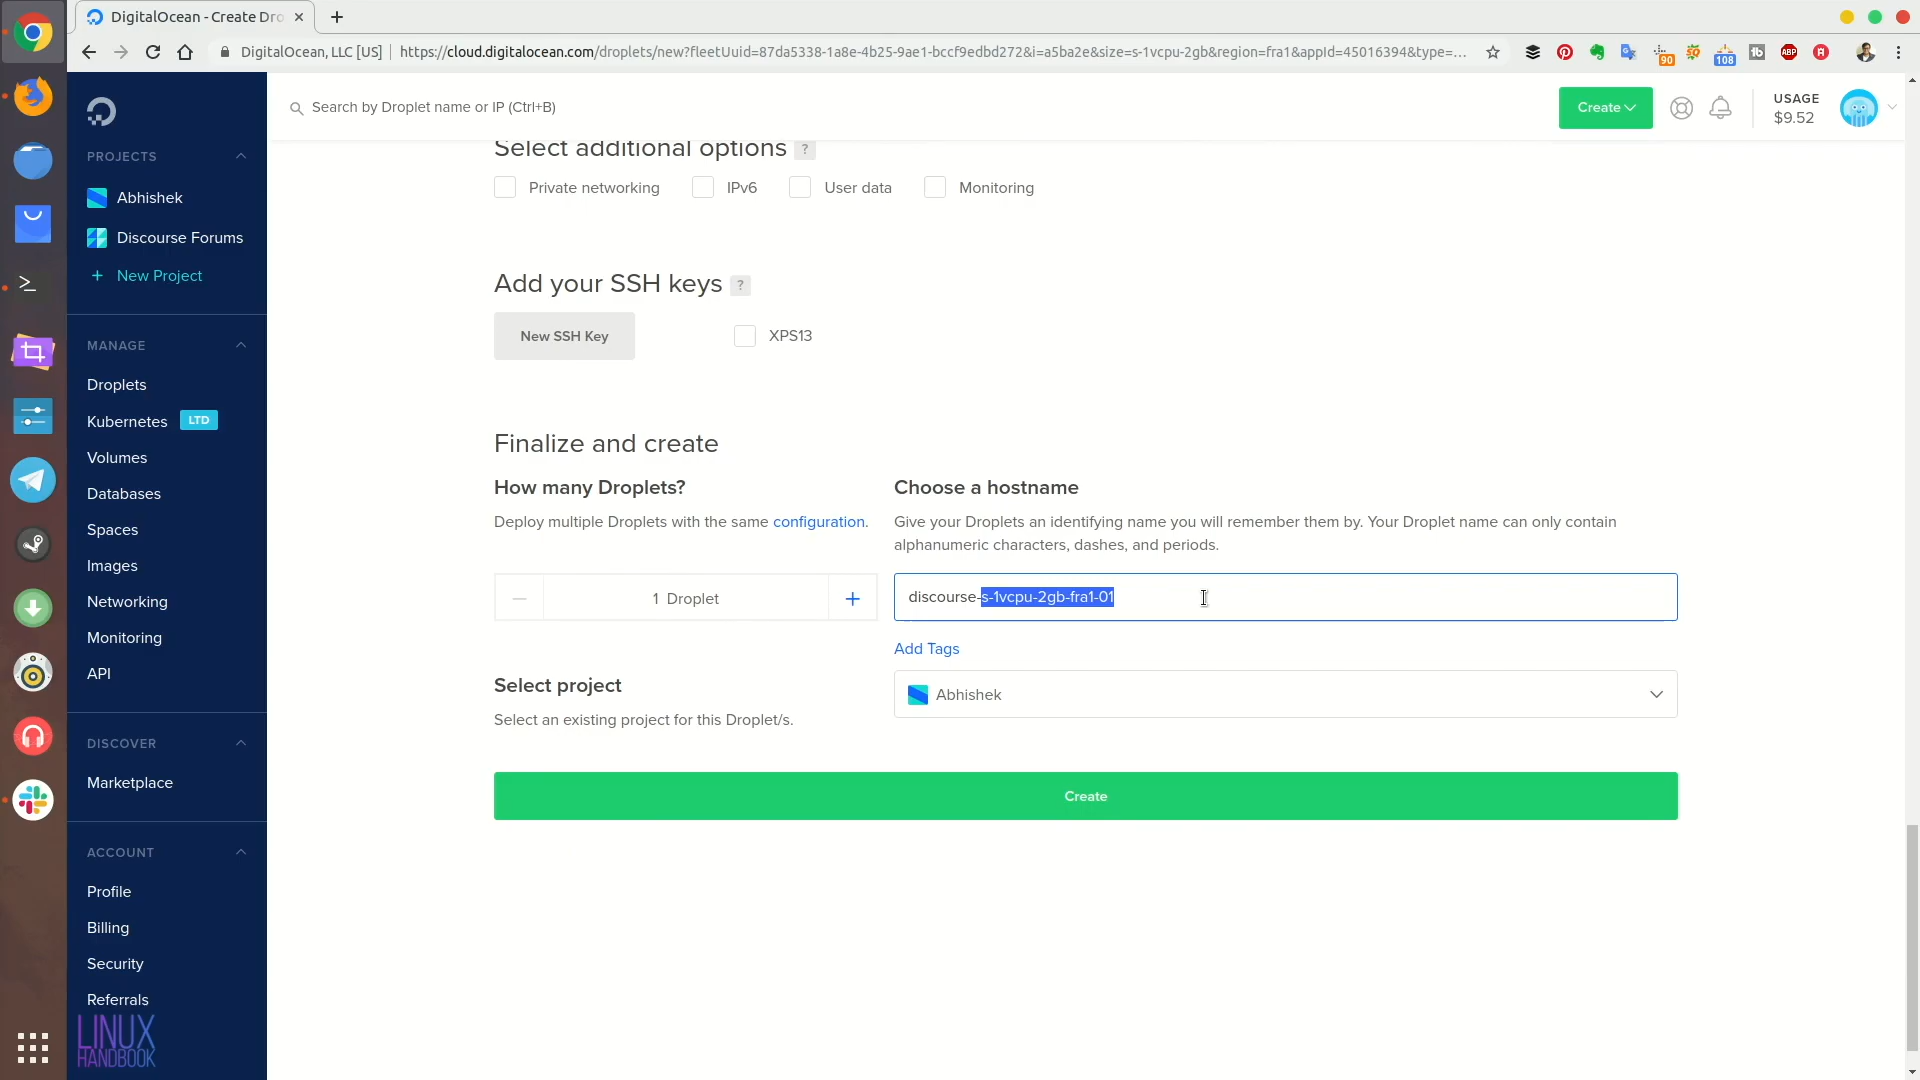 DigitalOcean - Create Dro
DigitalOcean, LLC [US]
https://cloud.digitalocean.com/droplets/new?fleetUuid=87da5338-1a8e-4b25-9ae1-bccf9edbd272&i=a5ba2e&size=s-1vcpu-2gb&region=fra1&appId=45016394&type=...
90
108
tb
ABP
Search by Droplet name or IP (Ctrl+B)
Create
USAGE
$9.52
PROJECTS
Abhishek
Discourse Forums
+ New Project
MANAGE
Droplets
Kubernetes LTD
Volumes
Databases
Spaces
Images
Networking
Monitoring
API
DISCOVER
Marketplace
ACCOUNT
Profile
Billing
Security
Referrals
LINUX
HANDBOOK
Select additional options ?
Private networking IPv6 User data Monitoring
Add your SSH keys ?
New SSH Key XPS13
Finalize and create
How many Droplets?
Deploy multiple Droplets with the same configuration.
1 Droplet
Choose a hostname
Give your Droplets an identifying name you will remember them by. Your Droplet name can only contain
alphanumeric characters, dashes, and periods.
discourse-s-1vcpu-2gb-fra1-01
Add Tags
Select project
Select an existing project for this Droplet/s.
Abhishek
Create